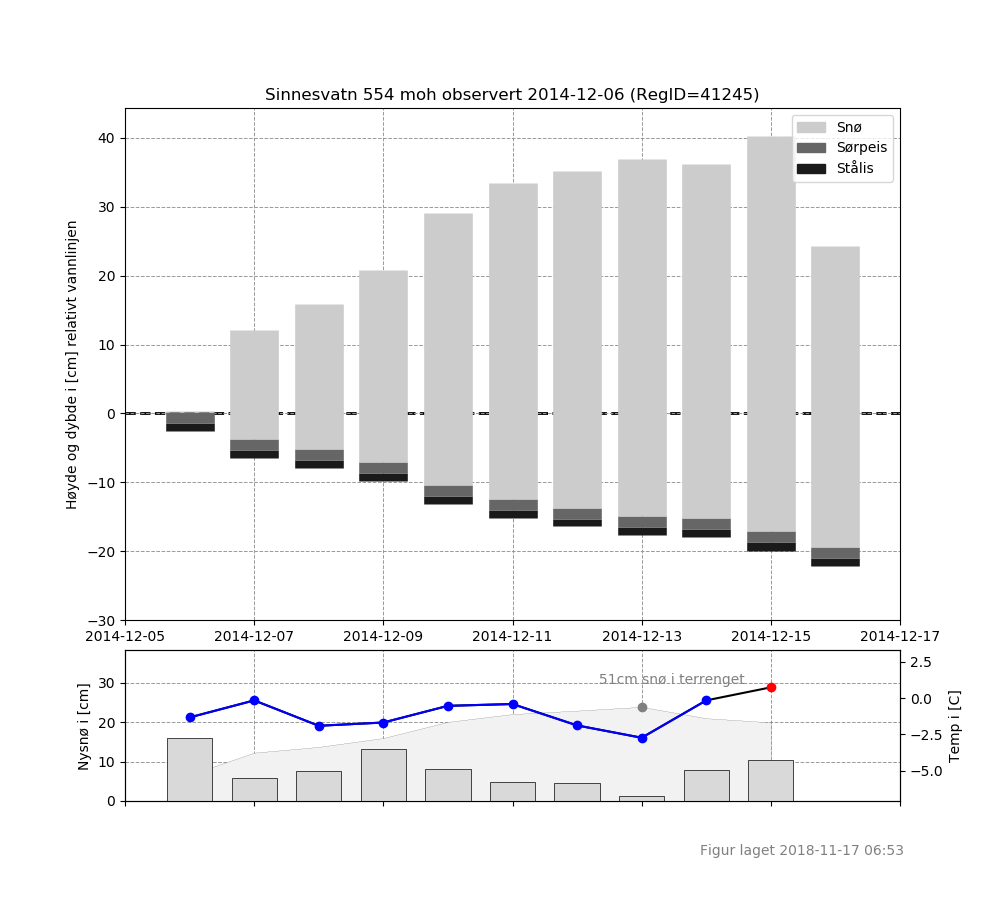 Sinnesvatn 554 moh observert 2014-12-06 (RegID=41245)
Snø
Sørpeis
Stålis
Høyde og dybde i [cm] relativt vannlinjen
40
30
20
10
0
−10
−20
−30
2014-12-05 2014-12-07 2014-12-09 2014-12-11 2014-12-13 2014-12-15 2014-12-17
51cm snø i terrenget
Nysnø i [cm]
30
20
10
0
2.5
0.0
−2.5
−5.0
Temp i [C]
Figur laget 2018-11-17 06:53